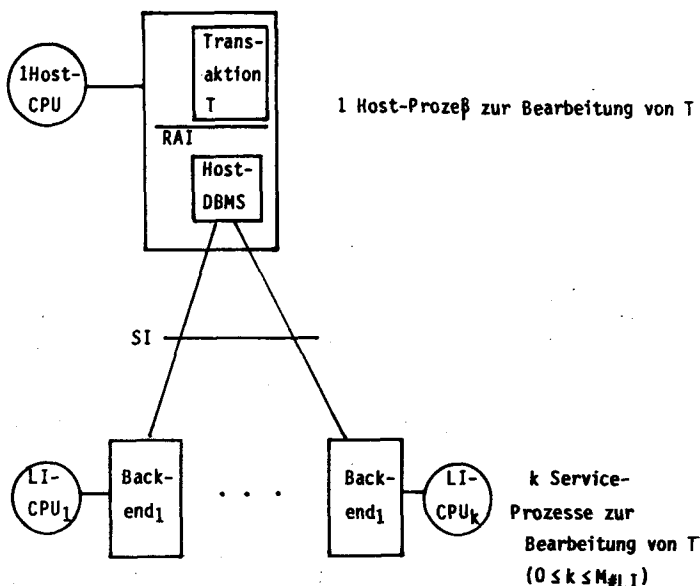 Trans-
aktion
T
1Host-
CPU
1 Host-Prozeß zur Bearbeitung von T
RAI
Host-
DBMS
SI
LI-
CPU1
Back-
end1
. . .
Back-
end1
LI-
CPUk
k Service-
Prozesse zur
Bearbeitung von T
(0 ≤ k ≤ M#LI)